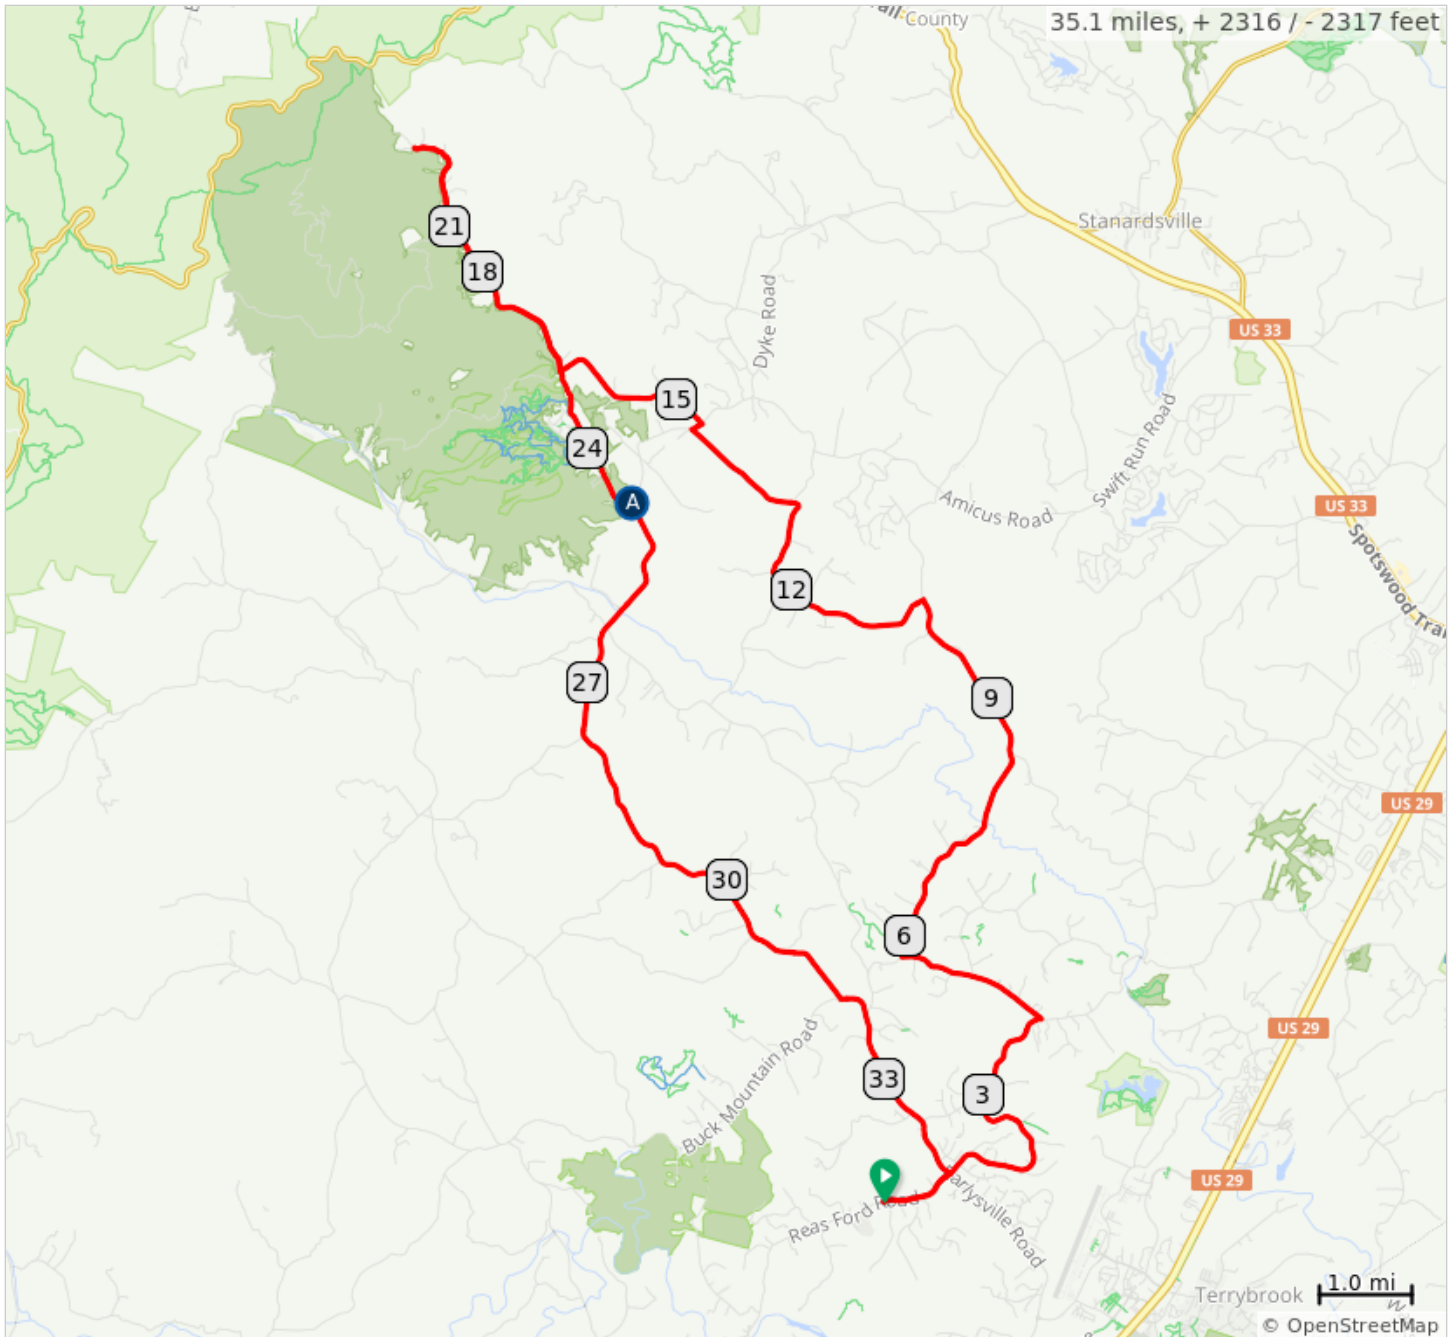 all County
35.1 miles, + 2316 / - 2317 feet
Stanardsville
21
18
Dyke Road
US 33
15
24
Swift Run Road
A
Amicus Road
US 33
Spotswood Trai
12
27
9
US 29
30
6
US 29
Buck Mountain Road
33
3
US 29
Reas Ford Road
arlysville Road
1.0 mi
Terrybrook
© OpenStreetMap